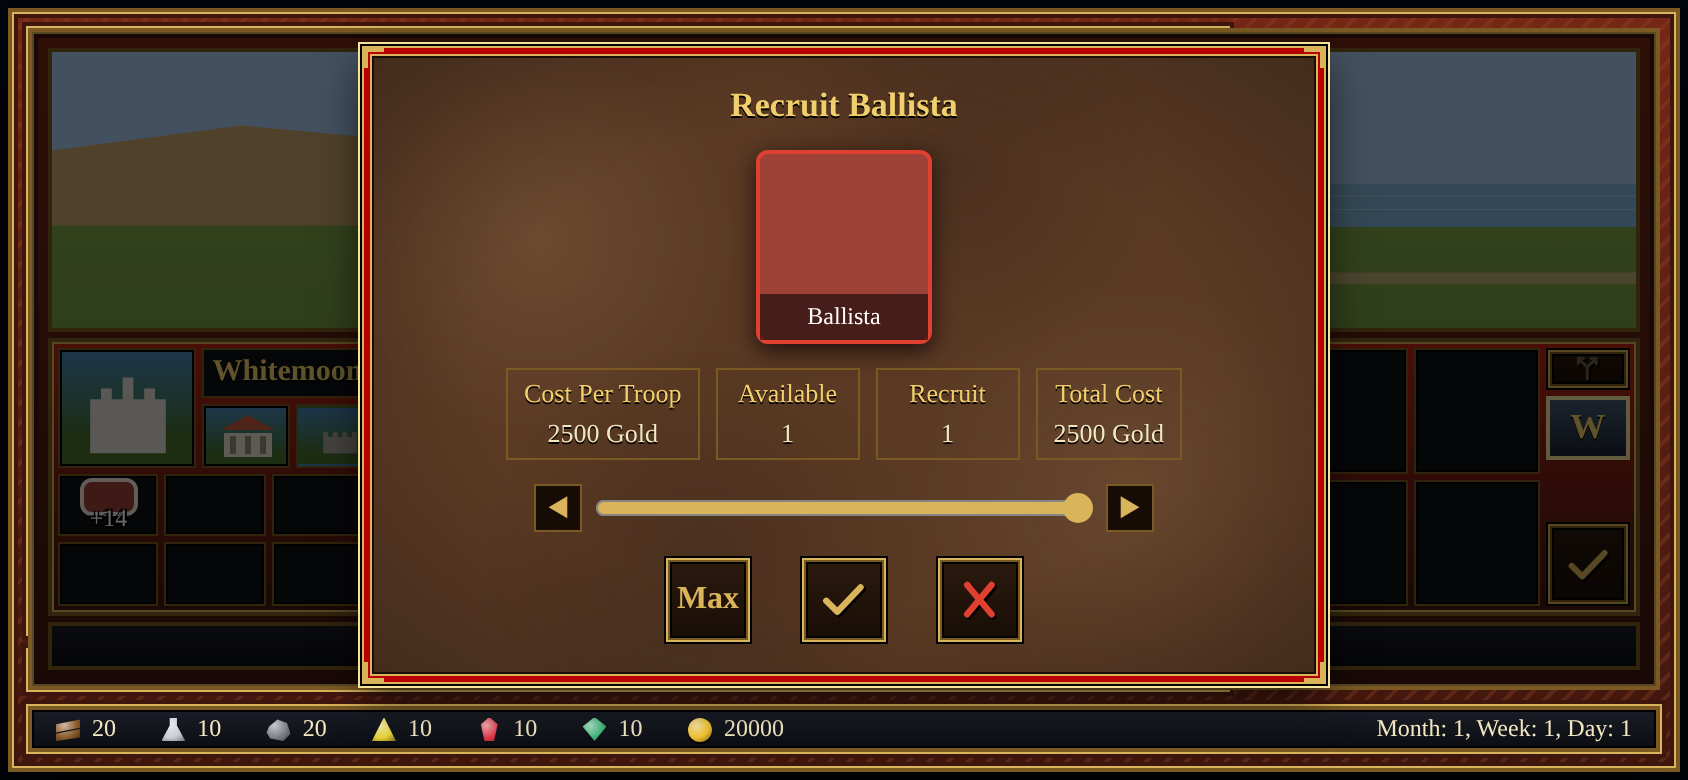 Recruit Ballista
Ballista
Cost Per Troop
2500 Gold
Available
1
Recruit
1
Total Cost
2500 Gold
Max
Whitemoon
+14
W
20
10
20
10
10
10
20000
Month: 1, Week: 1, Day: 1